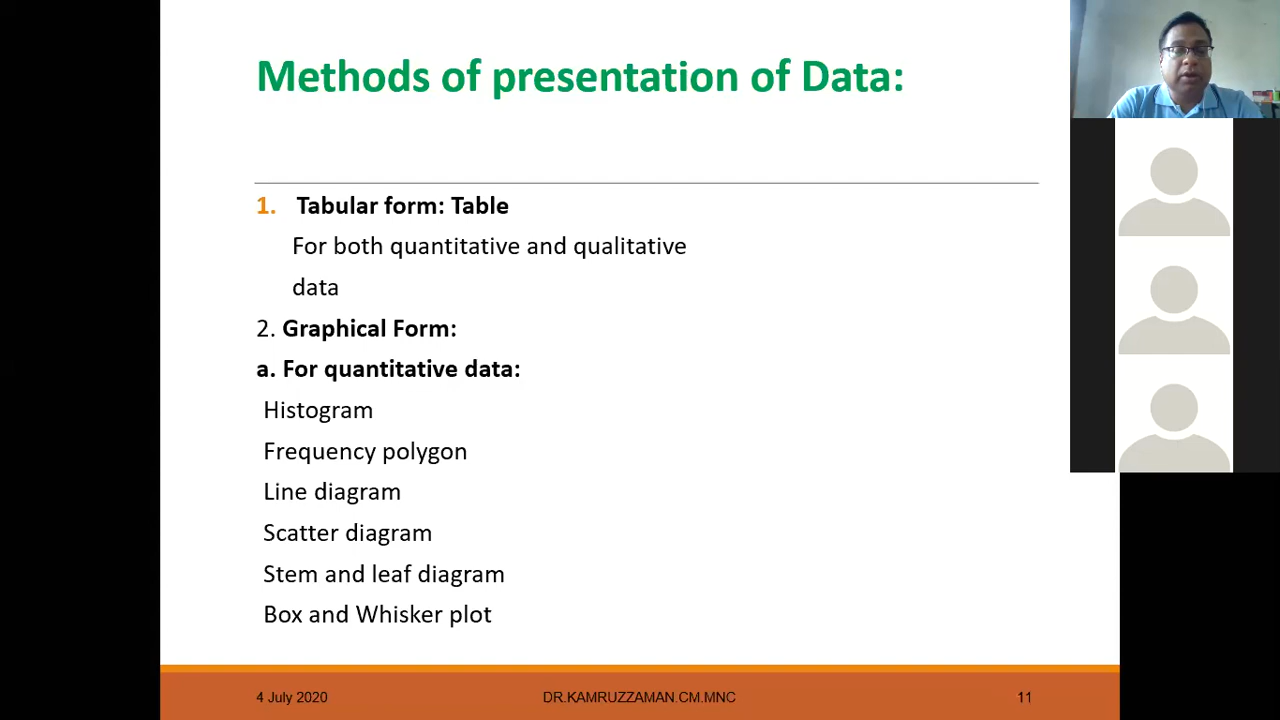 Methods of presentation of Data:
1. Tabular form: Table
For both quantitative and qualitative
data
2. Graphical Form:
a. For quantitative data:
Histogram
Frequency polygon
Line diagram
Scatter diagram
Stem and leaf diagram
Box and Whisker plot
4 July 2020
DR.KAMRUZZAMAN.CM.MNC
11